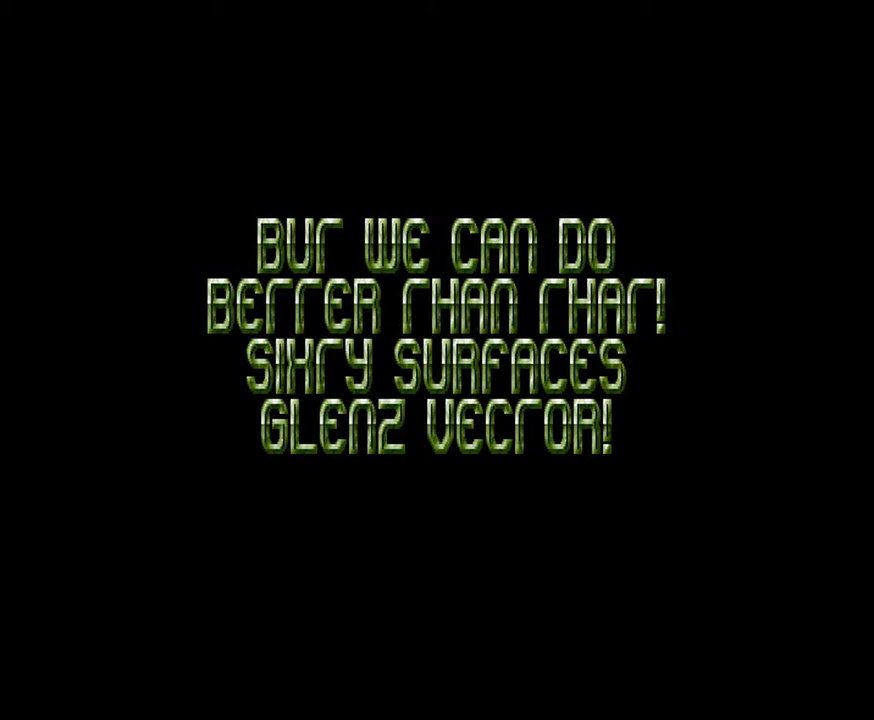 BUT WE CAN DO
BETTER THAN THAT!
SIXTY SURFACES
GLENZ VECTOR!